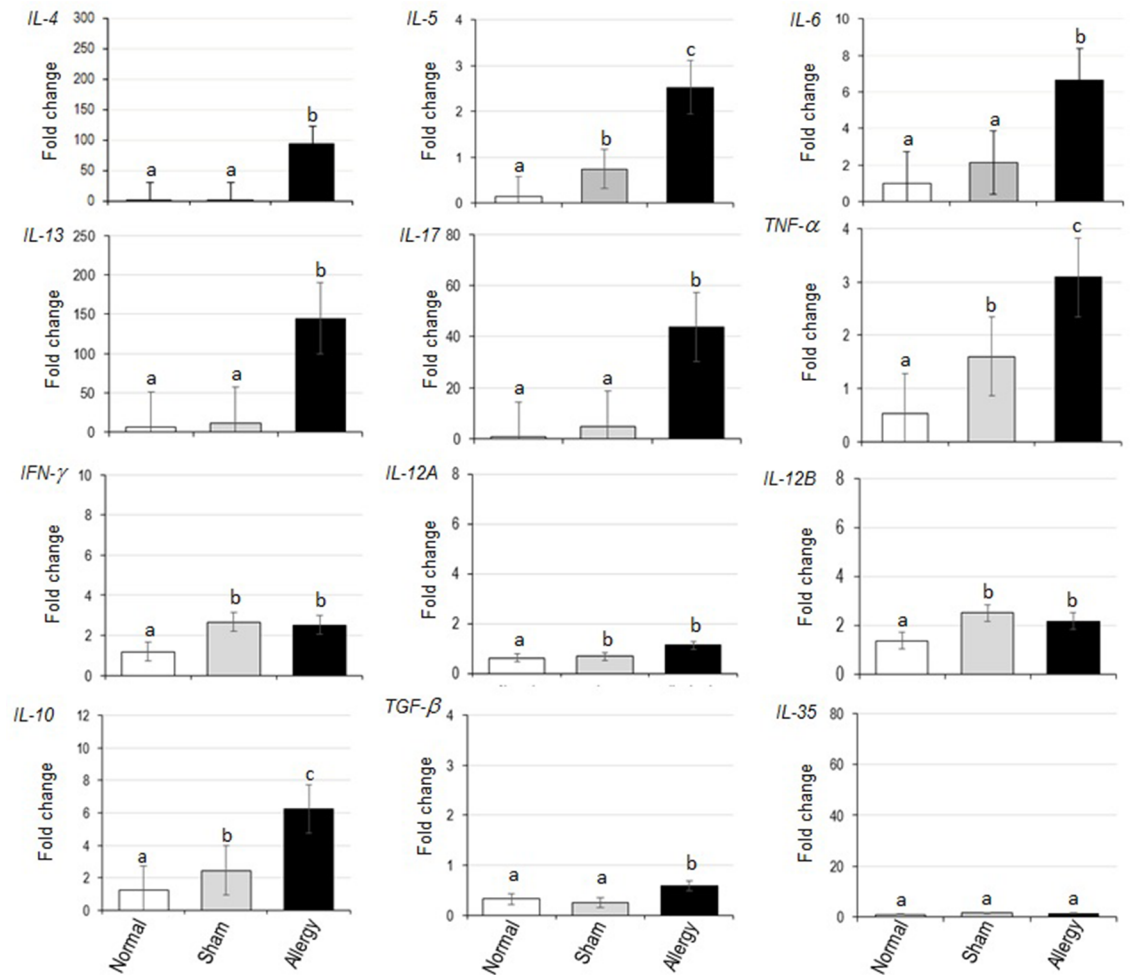 IL-4
Fold change
300
250
200
150
100
50
0
a
a
b
IL-5
Fold change
4
3
2
1
0
a
b
c
IL-6
Fold change
10
8
6
4
2
0
a
a
b
IL-13
Fold change
250
200
150
100
50
0
a
a
b
IL-17
Fold change
80
60
40
20
0
a
a
b
TNF-α
Fold change
4
3
2
1
0
a
b
c
IFN-γ
Fold change
10
8
6
4
2
0
a
b
b
IL-12A
Fold change
8
6
4
2
0
a
b
b
IL-12B
Fold change
8
6
4
2
0
a
b
b
IL-10
Fold change
12
10
8
6
4
2
0
a
b
c
Normal
Sham
Allergy
TGF-β
Fold change
4
3
2
1
0
a
a
b
Normal
Sham
Allergy
IL-35
Fold change
80
60
40
20
0
a
a
a
Normal
Sham
Allergy